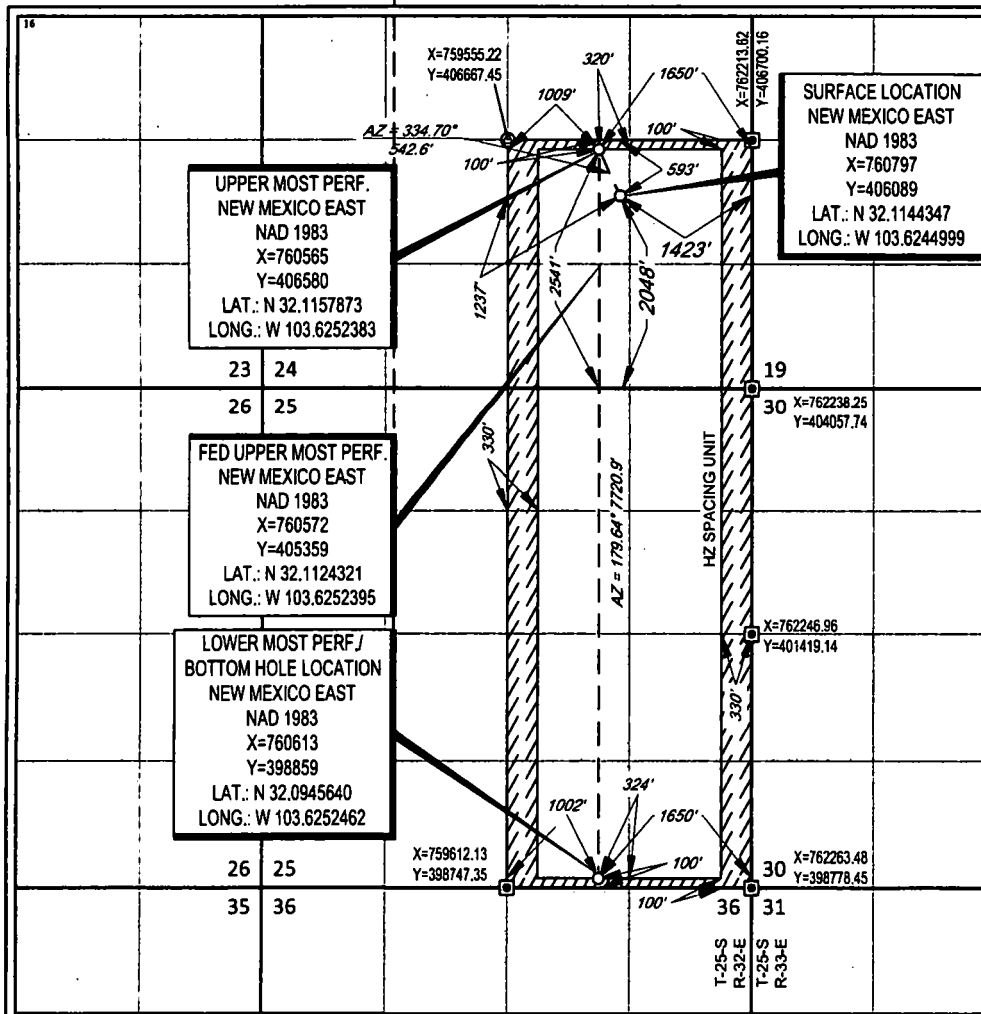 16
X=759555.22
Y=406667.45
320'
1009'
1650'
X=762213.62
Y=406700.16
AZ = 334.70°
542.6'
100'
100'
593'
SURFACE LOCATION
NEW MEXICO EAST
NAD 1983
X=760797
Y=406089
LAT.: N 32.1144347
LONG.: W 103.6244999
UPPER MOST PERF.
NEW MEXICO EAST
NAD 1983
X=760565
Y=406580
LAT.: N 32.1157873
LONG.: W 103.6252383
1237'
2541'
2048'
1423'
23 24
19
26 25
30
X=762238.25
Y=404057.74
FED UPPER MOST PERF.
NEW MEXICO EAST
NAD 1983
X=760572
Y=405359
LAT.: N 32.1124321
LONG.: W 103.6252395
330'
AZ = 179.64° 7720.9'
HZ SPACING UNIT
LOWER MOST PERF./
BOTTOM HOLE LOCATION
NEW MEXICO EAST
NAD 1983
X=760613
Y=398859
LAT.: N 32.0945640
LONG.: W 103.6252462
X=762246.96
Y=401419.14
330'
324'
1002'
1650'
X=759612.13
Y=398747.35
100'
100'
26 25
30
X=762263.48
Y=398778.45
35 36
36 31
T-25-S
R-32-E
T-25-S
R-33-E